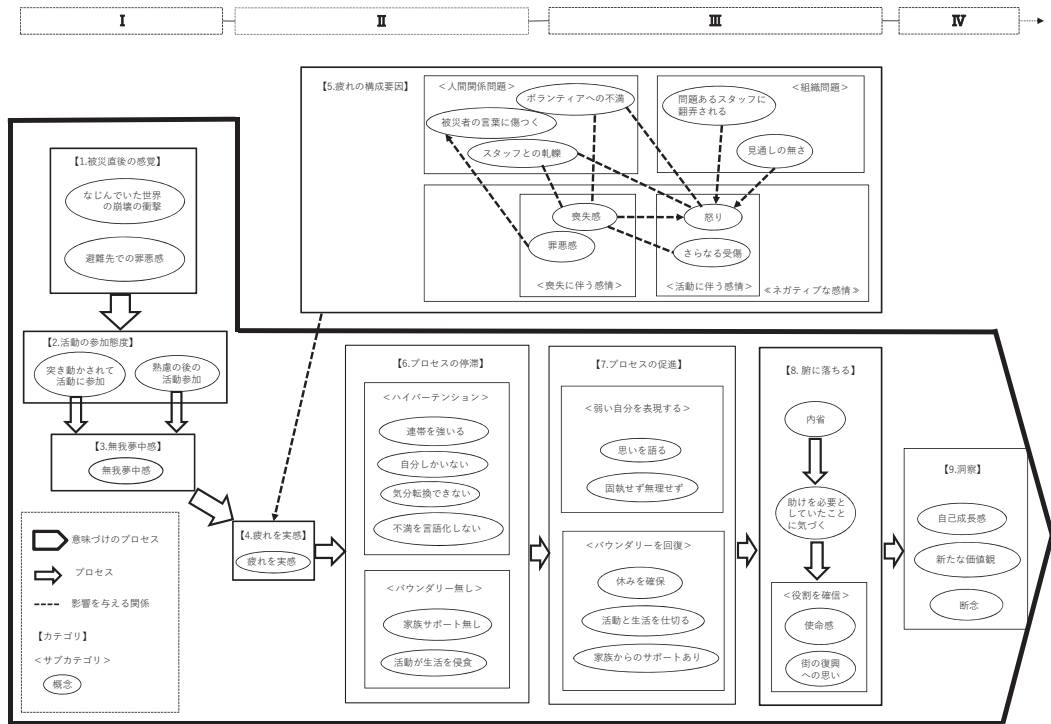 Ⅰ
Ⅱ
Ⅲ
Ⅳ
【5.疲れの構成要因】
＜人間関係問題＞
ボランティアへの不満
被災者の言葉に傷つく
スタッフとの軋轢
＜組織問題＞
問題あるスタッフに
翻弄される
見通しの無さ
喪失感
罪悪感
＜喪失に伴う感情＞
怒り
さらなる受傷
＜活動に伴う感情＞
≪ネガティブな感情≫
【1.被災直後の感覚】
なじんでいた世界
の崩壊の衝撃
避難先での罪悪感
【2.活動の参加態度】
突き動かされて
活動に参加
熟慮の後の
活動参加
【3.無我夢中感】
無我夢中感
【4.疲れを実感】
疲れを実感
【6.プロセスの停滞】
＜ハイパーテンション＞
連帯を強いる
自分しかいない
気分転換できない
不満を言語化しない
＜バウンダリー無し＞
家族サポート無し
活動が生活を侵食
【7.プロセスの促進】
＜弱い自分を表現する＞
思いを語る
固執せず無理せず
＜バウンダリーを回復＞
休みを確保
活動と生活を仕切る
家族からのサポートあり
【8. 腑に落ちる】
内省
助けを必要と
していたこと
に気づく
＜役割を確信＞
使命感
街の復興
への思い
【9.洞察】
自己成長感
新たな価値観
断念
意味づけのプロセス
プロセス
影響を与える関係
【カテゴリ】
＜サブカテゴリ＞
概念